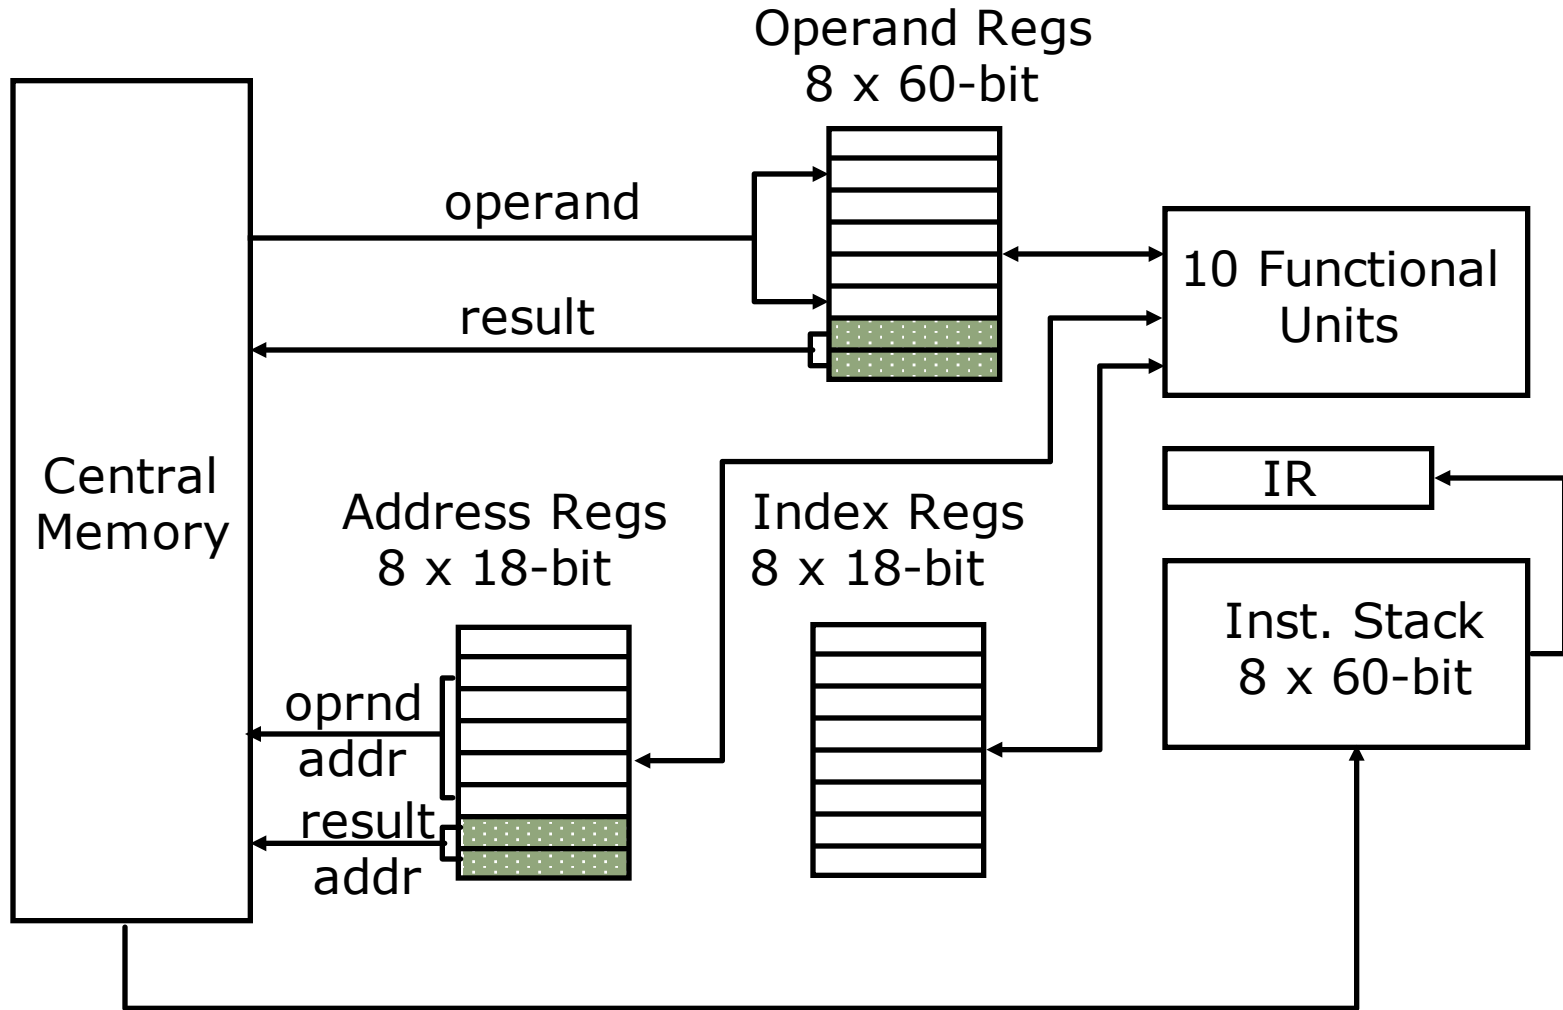 Operand Regs
8 x 60-bit
operand
result
10 Functional
Units
Central
Memory
IR
Address Regs
8 x 18-bit
Index Regs
8 x 18-bit
Inst. Stack
8 x 60-bit
oprnd
addr
result
addr